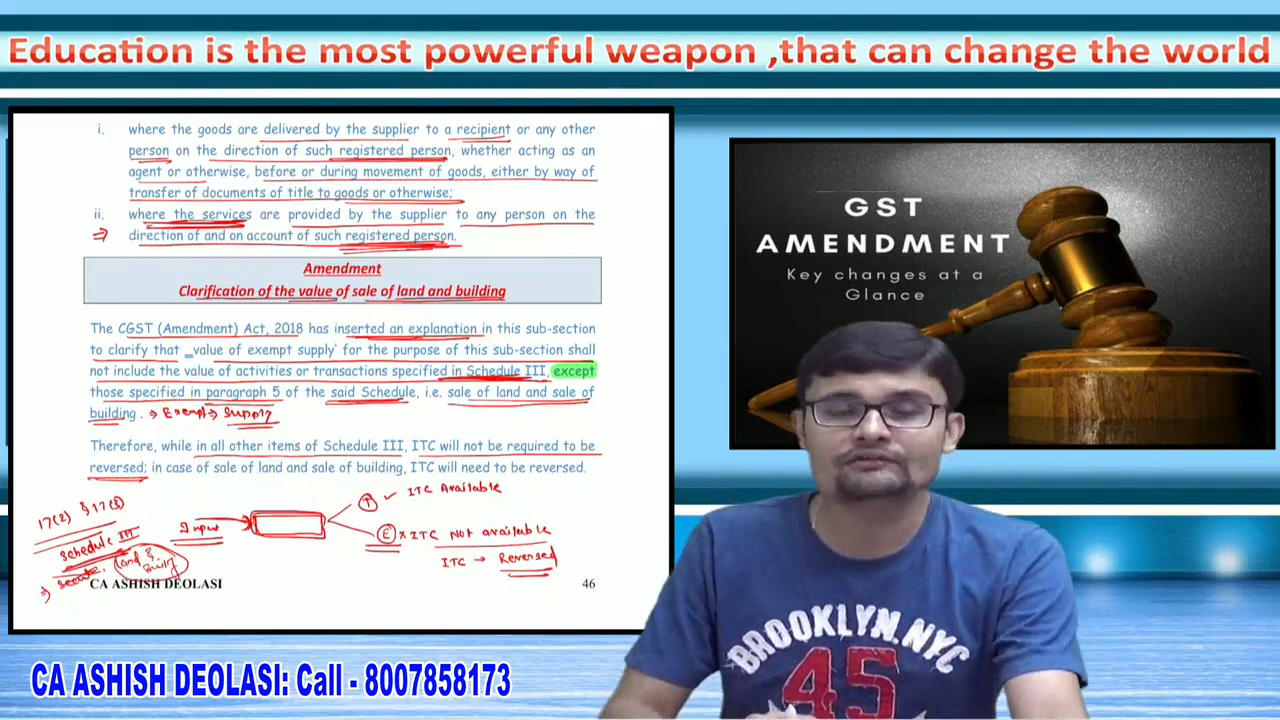 Education is the most powerful weapon ,that can change the world
i. where the goods are delivered by the supplier to a recipient or any other
person on the direction of such registered person, whether acting as an
agent or otherwise, before or during movement of goods, either by way of
transfer of documents of title to goods or otherwise;
ii. where the services are provided by the supplier to any person on the
⇒ direction of and on account of such registered person.
Amendment
Clarification of the value of sale of land and building
The CGST (Amendment) Act, 2018 has inserted an explanation in this sub-section
to clarify that „value of exempt supply‟ for the purpose of this sub-section shall
not include the value of activities or transactions specified in Schedule III, except
those specified in paragraph 5 of the said Schedule, i.e. sale of land and sale of
building. → Exempt → Supply
Therefore, while in all other items of Schedule III, ITC will not be required to be
reversed; in case of sale of land and sale of building, ITC will need to be reversed.
17(2) & 17(3)
Schedule III
land &
Input
T ✓ ITC Available
E × ITC Not available
ITC → Reversed
CA ASHISH DEOLASI
46
GST
AMENDMENT
Key changes at a
Glance
BROOKLYN.NYC
45
CA ASHISH DEOLASI: Call - 8007858173